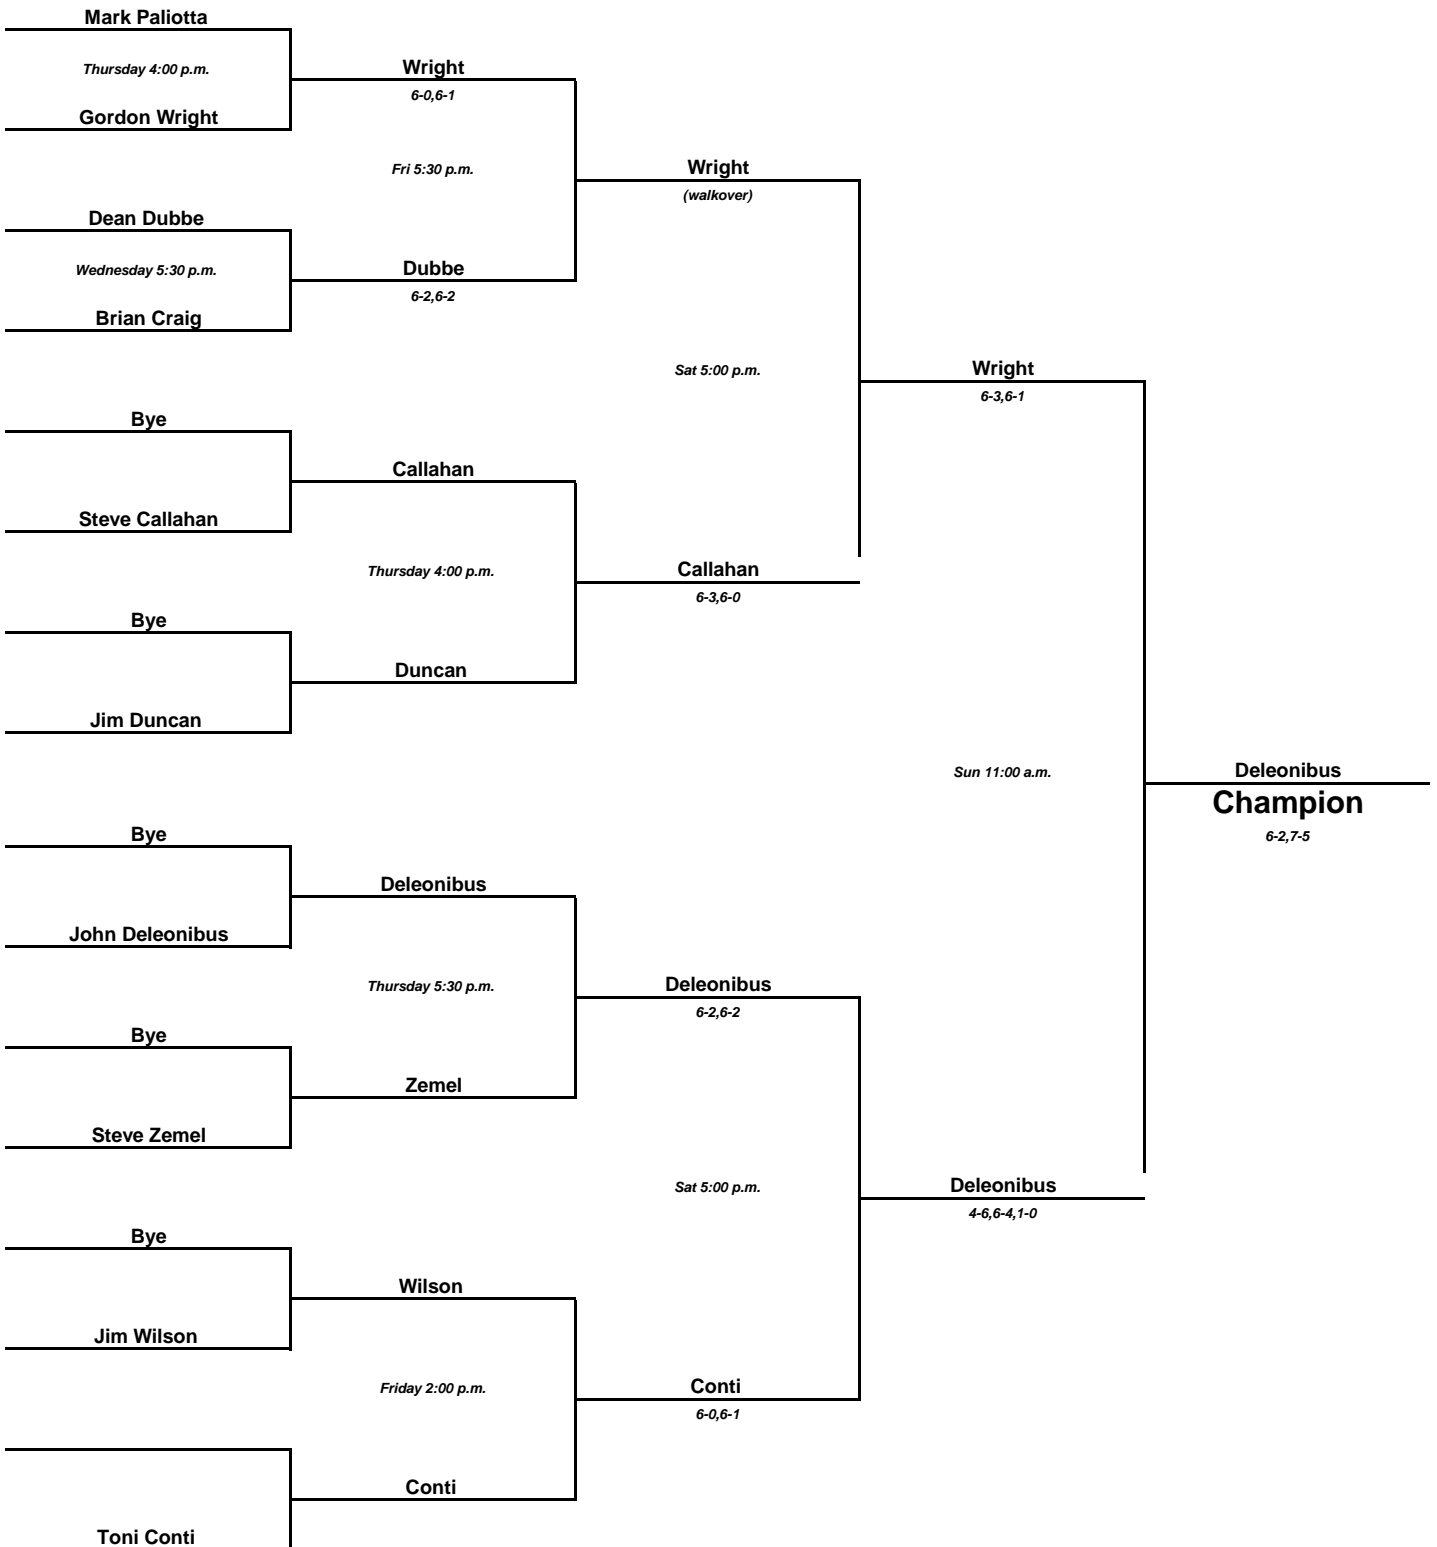 Mark Paliotta
Thursday 4:00 p.m.
Wright
6-0,6-1
Gordon Wright
Fri 5:30 p.m.
Wright
(walkover)
Dean Dubbe
Wednesday 5:30 p.m.
Dubbe
6-2,6-2
Brian Craig
Sat 5:00 p.m.
Wright
6-3,6-1
Bye
Callahan
Steve Callahan
Thursday 4:00 p.m.
Callahan
6-3,6-0
Bye
Duncan
Jim Duncan
Sun 11:00 a.m.
Deleonibus
Champion
6-2,7-5
Bye
Deleonibus
John Deleonibus
Thursday 5:30 p.m.
Deleonibus
6-2,6-2
Bye
Zemel
Steve Zemel
Sat 5:00 p.m.
Deleonibus
4-6,6-4,1-0
Bye
Wilson
Jim Wilson
Friday 2:00 p.m.
Conti
6-0,6-1
Conti
Toni Conti